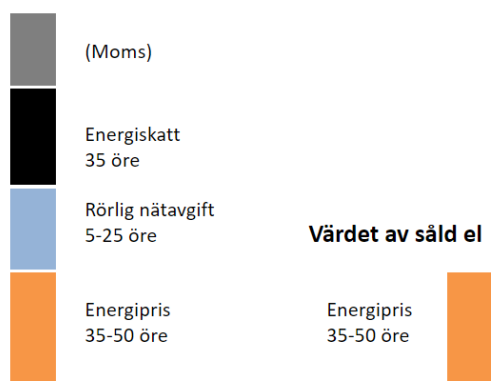 (Moms)
Energiskatt
35 öre
Rörlig nätavgift
5-25 öre
Energipris
35-50 öre
Värdet av såld el
Energipris
35-50 öre